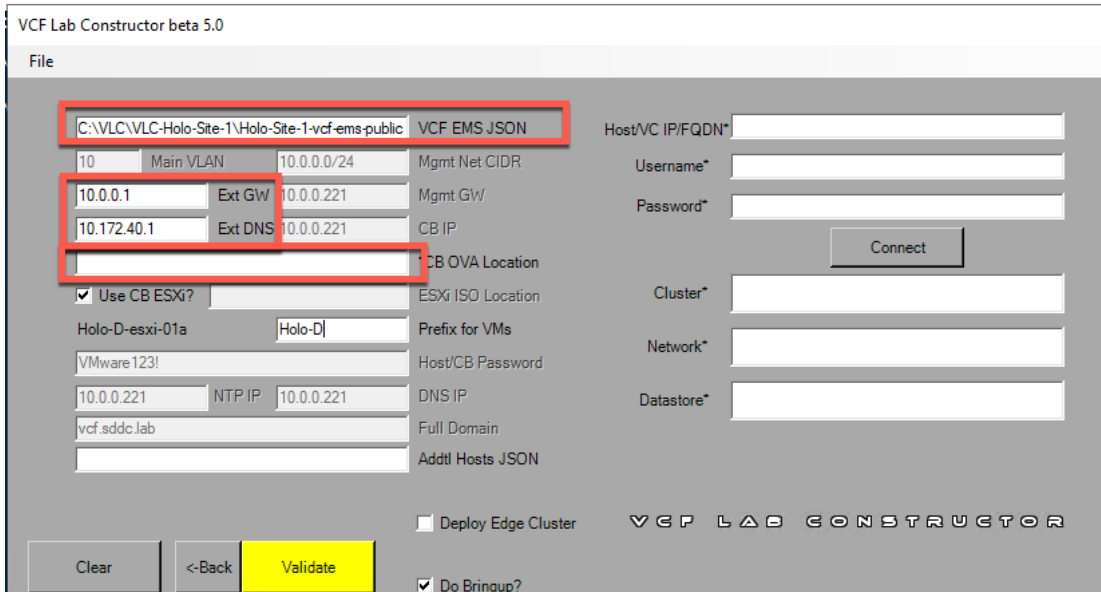 VCF Lab Constructor beta 5.0
File
C:\VLC\VLC-Holo-Site-1\Holo-Site-1-vcf-ems-public VCF EMS JSON
10 Main VLAN 10.0.0.0/24 Mgmt Net CIDR
10.0.0.1 Ext GW 10.0.0.221 Mgmt GW
10.172.40.1 Ext DNS 10.0.0.221 CB IP
*CB OVA Location
Use CB ESXi? ESXi ISO Location
Holo-D-esxi-01a Holo-D Prefix for VMs
VMware123! Host/CB Password
10.0.0.221 NTP IP 10.0.0.221 DNS IP
vcf.sddc.lab Full Domain
Addtl Hosts JSON
Deploy Edge Cluster
Clear <-Back Validate
Do Bringup?
Host/VC IP/FQDN*
Username*
Password*
Connect
Cluster*
Network*
Datastore*
VCF LAB CONSTRUCTOR